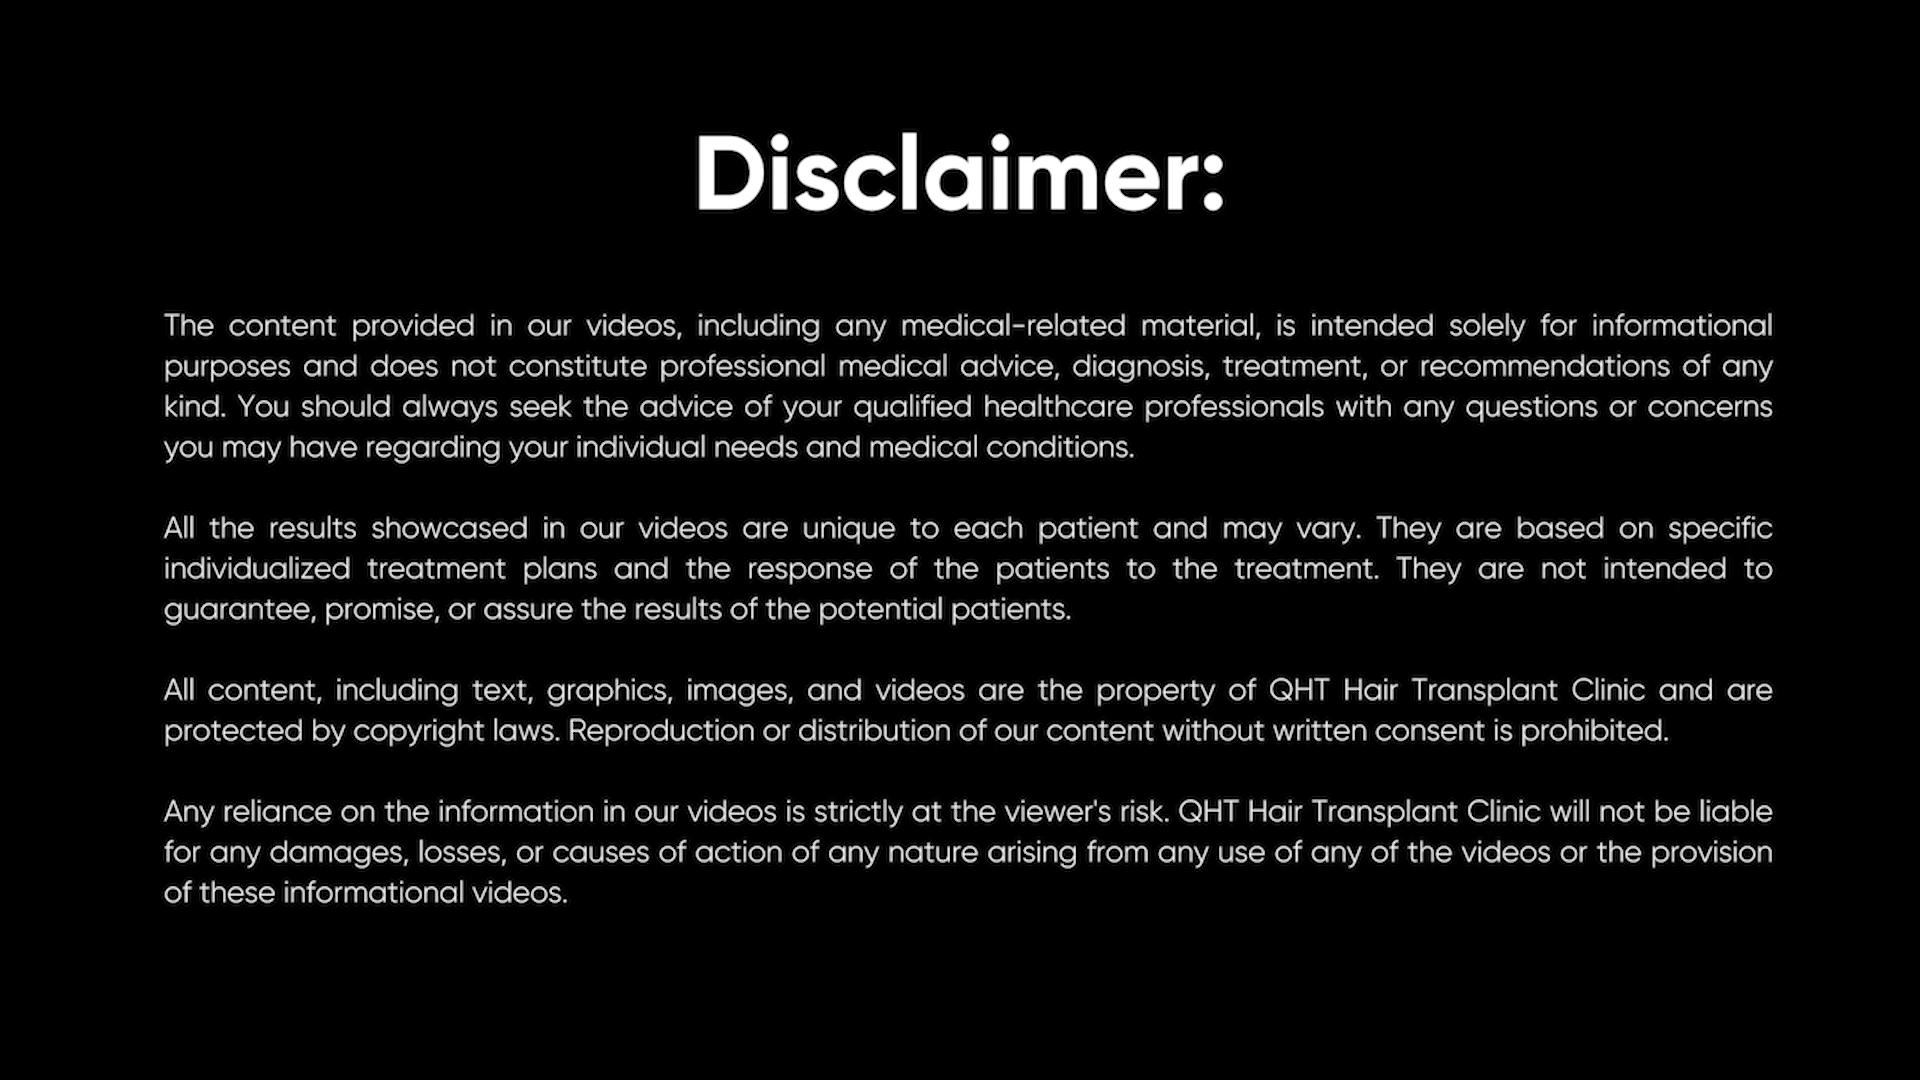 Disclaimer:
The content provided in our videos, including any medical-related material, is intended solely for informational
purposes and does not constitute professional medical advice, diagnosis, treatment, or recommendations of any
kind. You should always seek the advice of your qualified healthcare professionals with any questions or concerns
you may have regarding your individual needs and medical conditions.
All the results showcased in our videos are unique to each patient and may vary. They are based on specific
individualized treatment plans and the response of the patients to the treatment. They are not intended to
guarantee, promise, or assure the results of the potential patients.
All content, including text, graphics, images, and videos are the property of QHT Hair Transplant Clinic and are
protected by copyright laws. Reproduction or distribution of our content without written consent is prohibited.
Any reliance on the information in our videos is strictly at the viewer's risk. QHT Hair Transplant Clinic will not be liable
for any damages, losses, or causes of action of any nature arising from any use of any of the videos or the provision
of these informational videos.